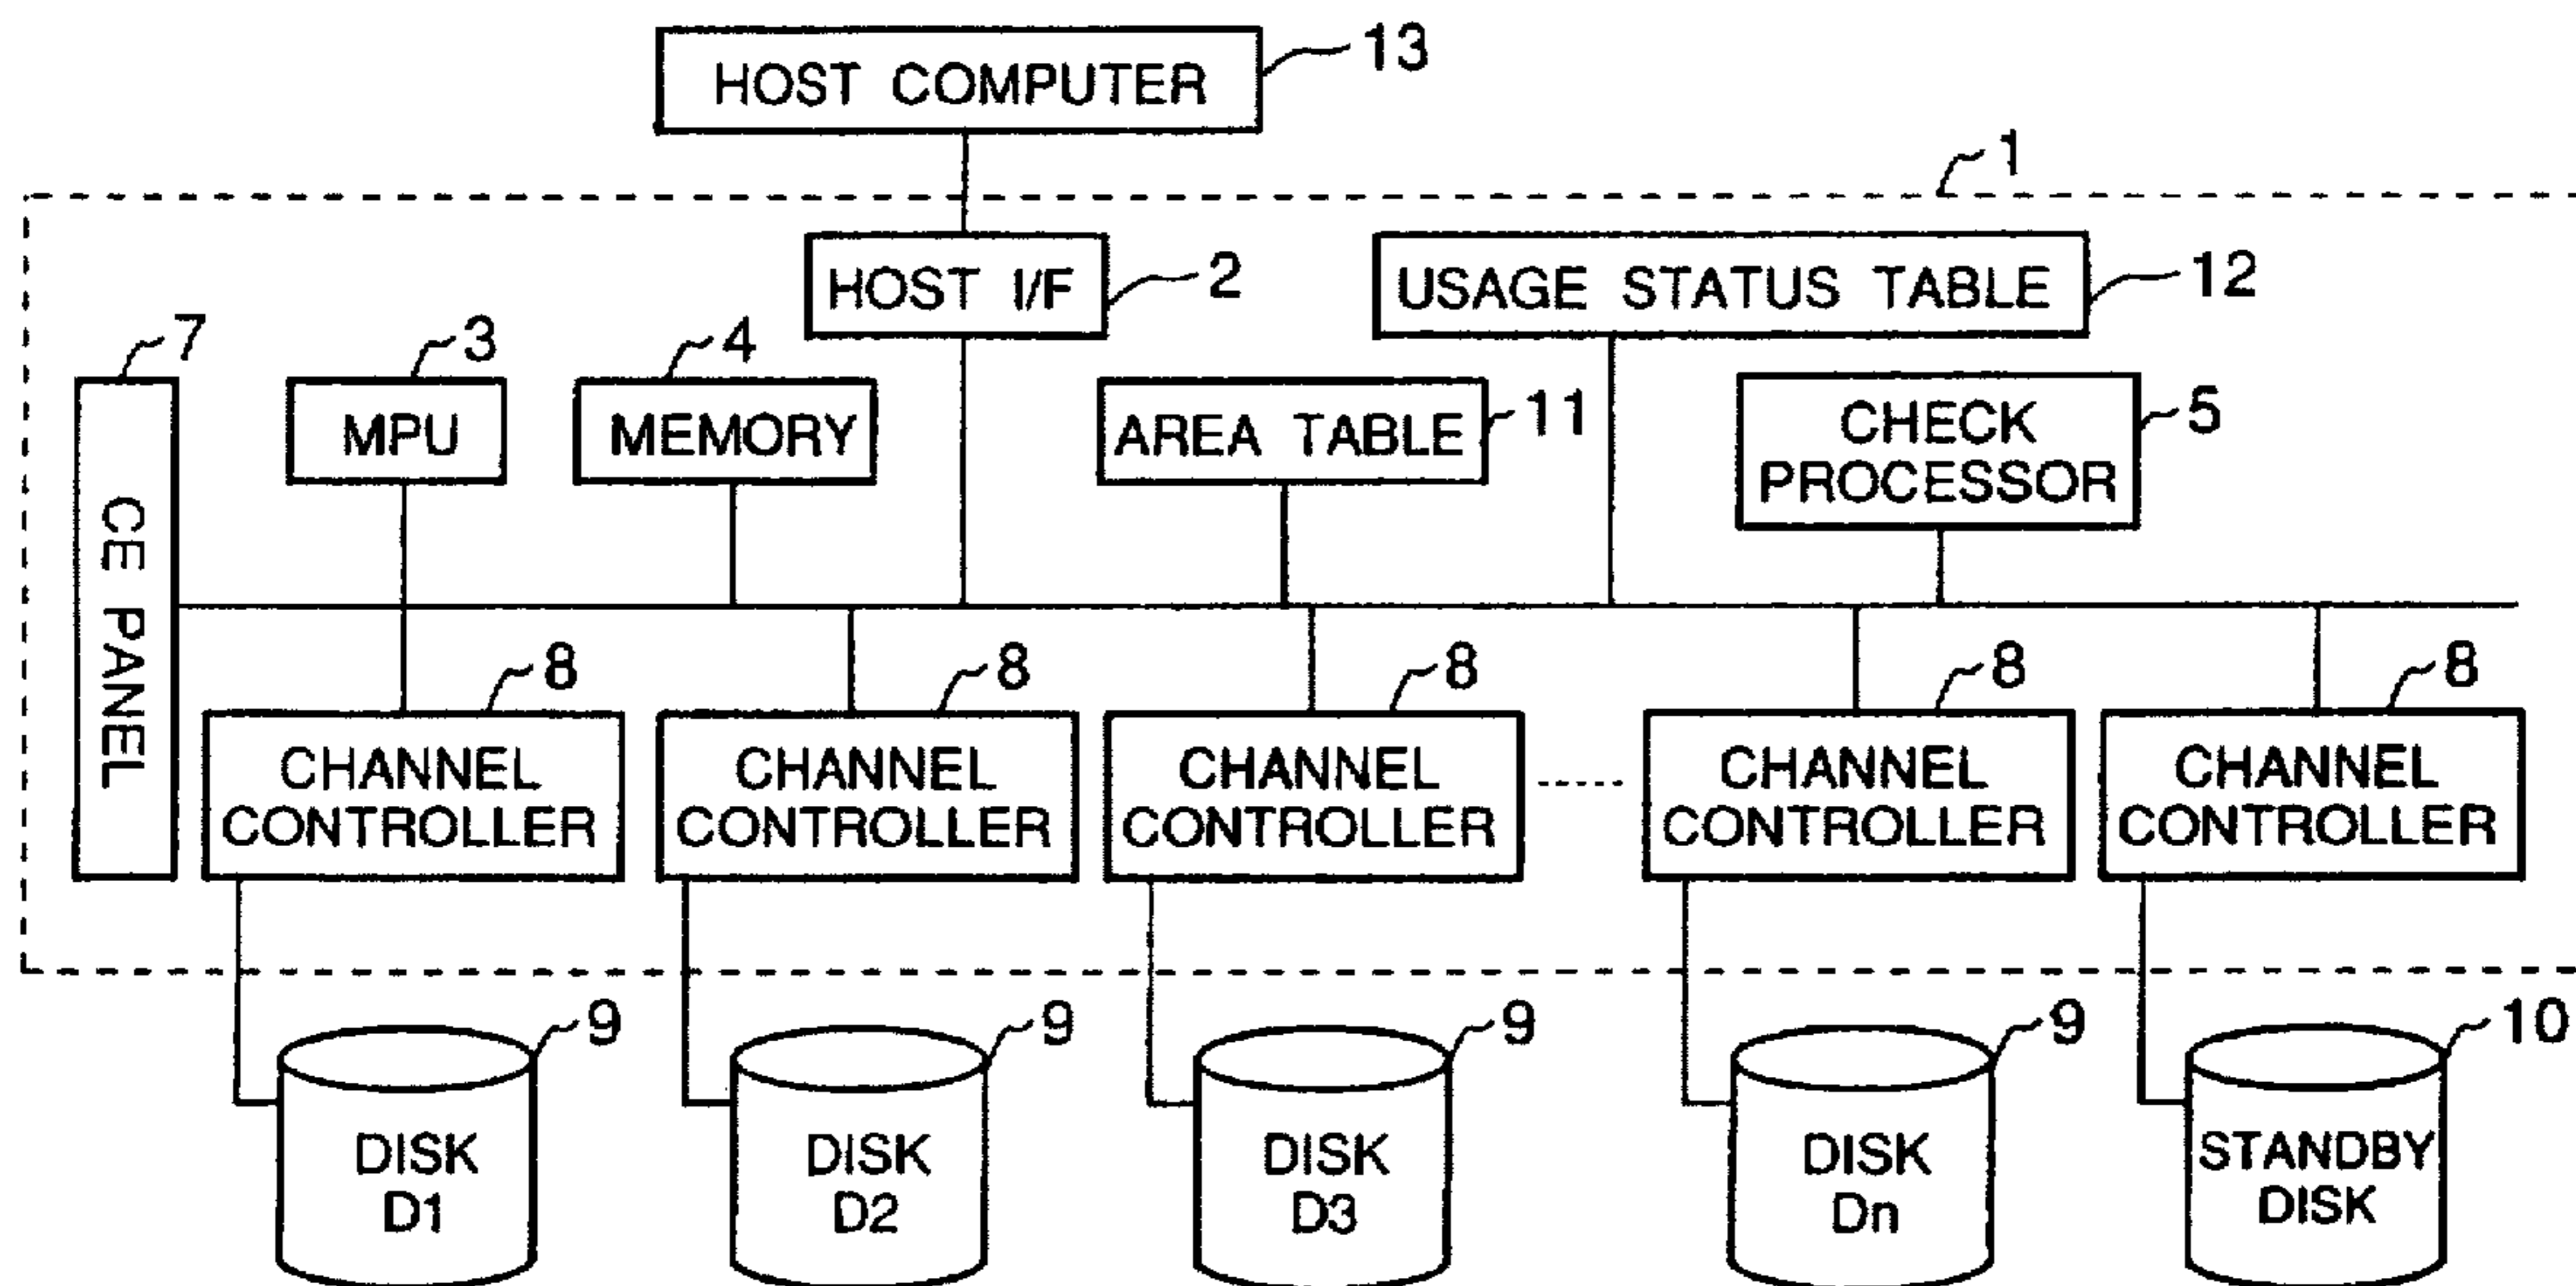 HOST COMPUTER
13
1
HOST I/F
2
USAGE STATUS TABLE
12
7
3
4
MPU
MEMORY
AREA TABLE
11
CHECK
PROCESSOR
5
CE PANEL
8
8
8
8
8
CHANNEL
CONTROLLER
CHANNEL
CONTROLLER
CHANNEL
CONTROLLER
CHANNEL
CONTROLLER
CHANNEL
CONTROLLER
9
9
9
9
10
DISK
D1
DISK
D2
DISK
D3
DISK
Dn
STANDBY
DISK